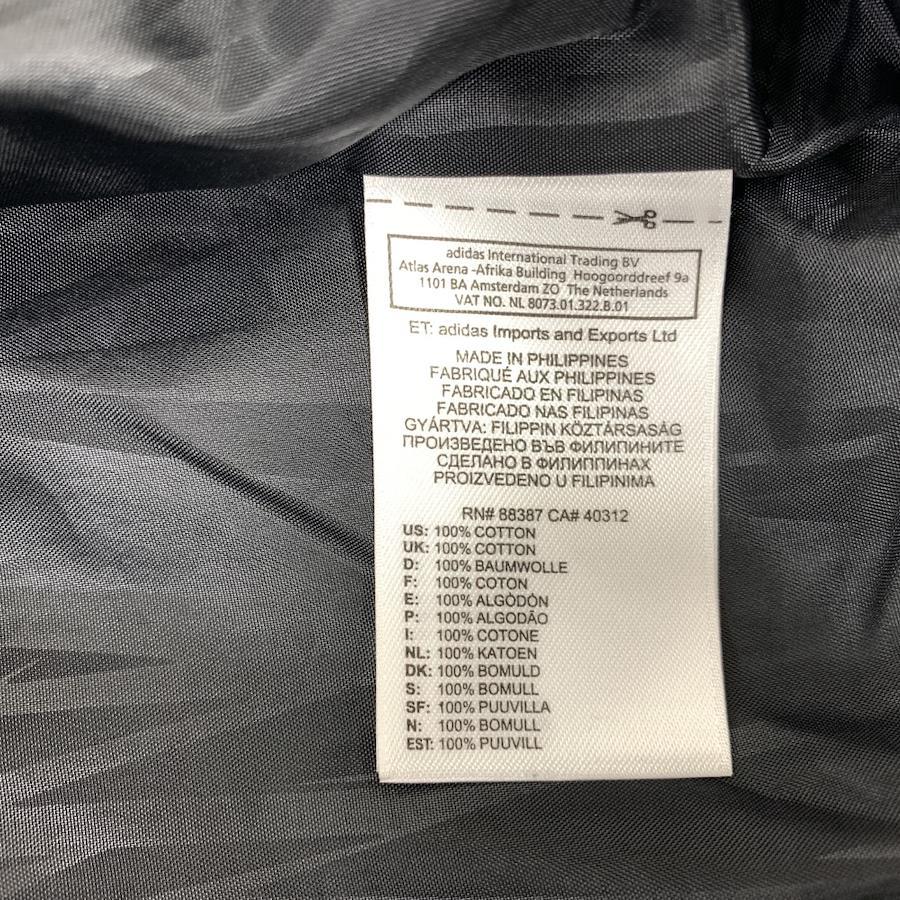 adidas International Trading BV
Atlas Arena -Afrika Building Hoogoorddreef 9a
1101 BA Amsterdam ZO The Netherlands
VAT NO. NL 8073.01.322.B.01
ET: adidas Imports and Exports Ltd
MADE IN PHILIPPINES
FABRIQUÉ AUX PHILIPPINES
FABRICADO EN FILIPINAS
FABRICADO NAS FILIPINAS
GYÁRTVA: FILIPPIN KÖZTÁRSASÁG
ПРОИЗВЕДЕНО ВЪВ ФИЛИПИНИТЕ
СДЕЛАНО В ФИЛИППИНАХ
PROIZVEDENO U FILIPINIMA
RN# 88387 CA# 40312
US: 100% COTTON
UK: 100% COTTON
D: 100% BAUMWOLLE
F: 100% COTON
E: 100% ALGÒDÓN
P: 100% ALGODÃO
I: 100% COTONE
NL: 100% KATOEN
DK: 100% BOMULD
S: 100% BOMULL
SF: 100% PUUVILLA
N: 100% BOMULL
EST: 100% PUUVILL